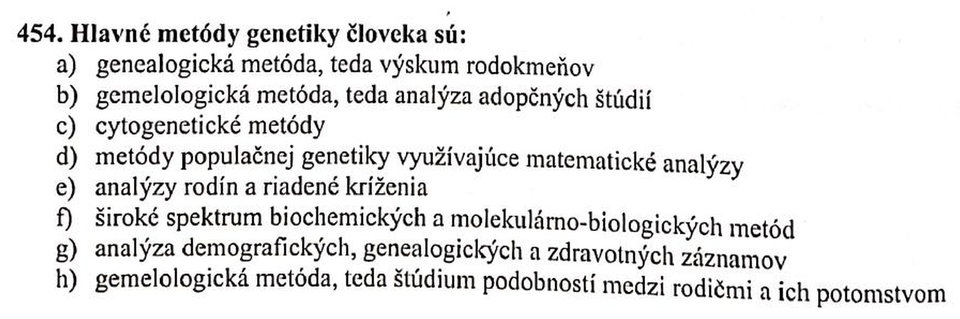 454. Hlavné metódy genetiky človeka sú:
a) genealogická metóda, teda výskum rodokmeňov
b) gemelologická metóda, teda analýza adopčných štúdií
c) cytogenetické metódy
d) metódy populačnej genetiky využívajúce matematické analýzy
e) analýzy rodín a riadené kríženia
f) široké spektrum biochemických a molekulárno-biologických metód
g) analýza demografických, genealogických a zdravotných záznamov
h) gemelologická metóda, teda štúdium podobností medzi rodičmi a ich potomstvom